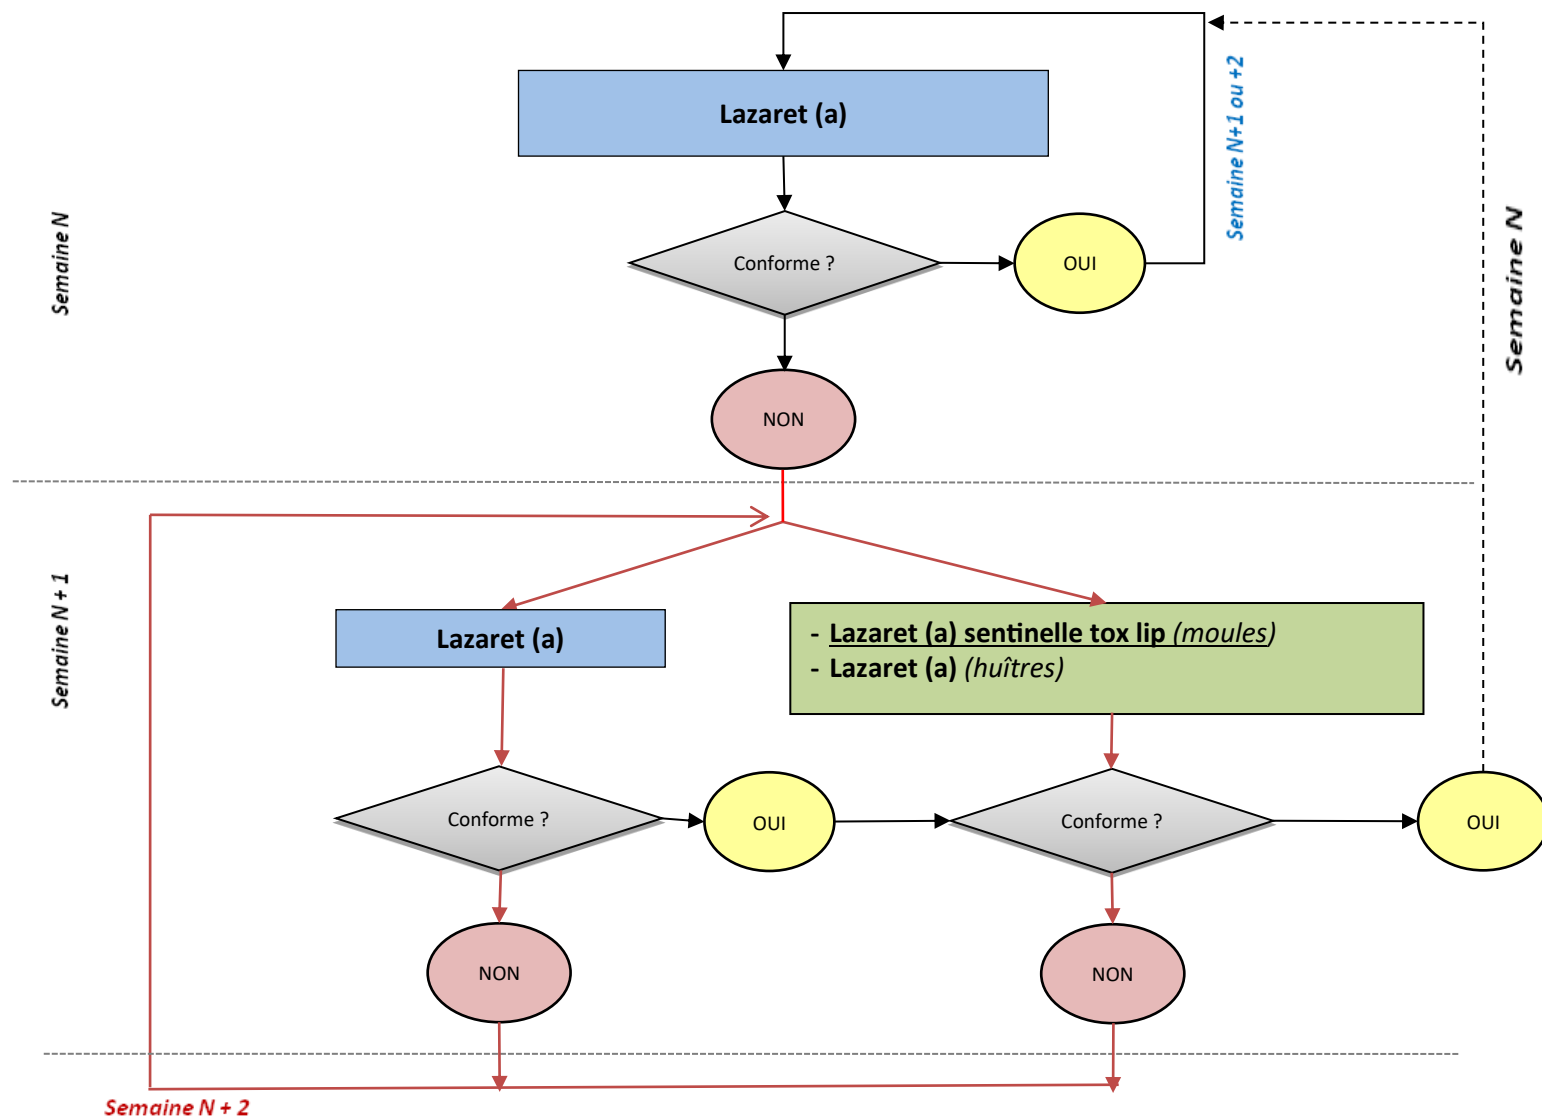 Lazaret (a)
Semaine N+1 ou +2
Semaine N
Semaine N
Conforme ?
OUI
NON
Semaine N + 1
Lazaret (a)
- Lazaret (a) sentinelle tox lip (moules)
- Lazaret (a) (huîtres)
Conforme ?
OUI
Conforme ?
OUI
NON
NON
Semaine N + 2